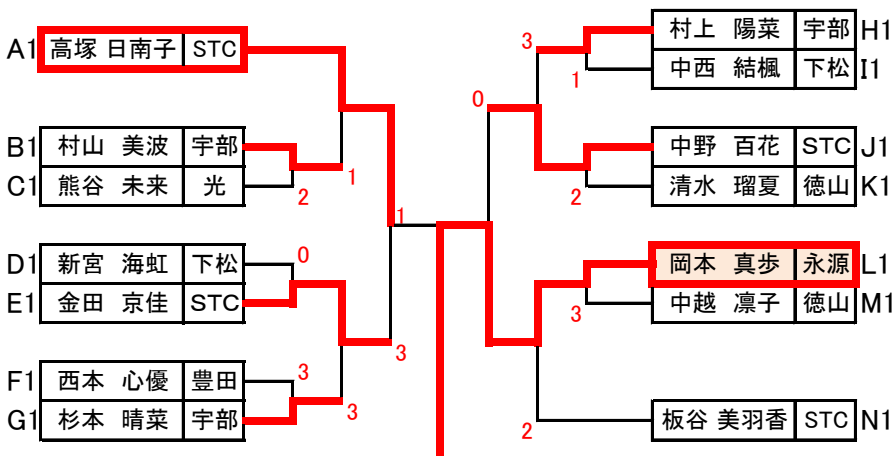 A1 高塚 日南子 STC
B1 村山 美波 宇部
C1 熊谷 未来 光
2
1
1
D1 新宮 海虹 下松
0
E1 金田 京佳 STC
3
F1 西本 心優 豊田
3
G1 杉本 晴菜 宇部
3
村上 陽菜 宇部 H1
3
中西 結楓 下松 I1
1
0
中野 百花 STC J1
清水 瑠夏 徳山 K1
2
岡本 真歩 永源 L1
中越 凛子 徳山 M1
3
板谷 美羽香 STC N1
2